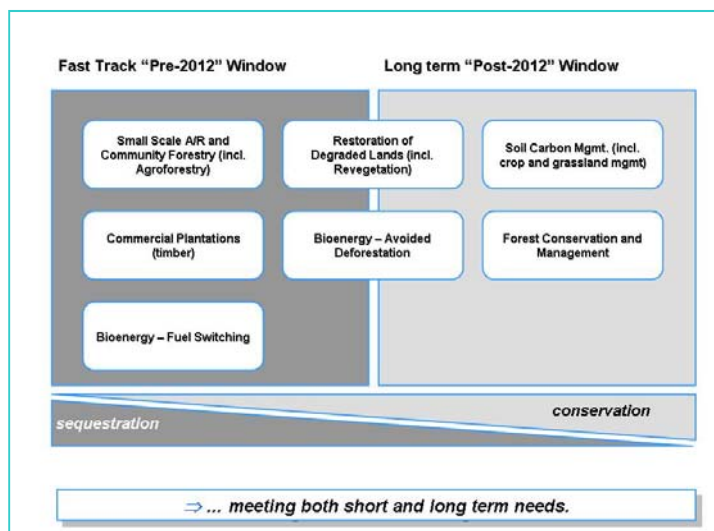 Fast Track “Pre-2012” Window
Long term “Post-2012” Window
Small Scale A/R and
Community Forestry (incl.
Agroforestry)
Restoration of
Degraded Lands (incl.
Revegetation)
Soil Carbon Mgmt. (incl.
crop and grassland mgmt)
Commercial Plantations
(timber)
Bioenergy – Avoided
Deforestation
Forest Conservation and
Management
Bioenergy – Fuel Switching
sequestration
conservation
⇒ ... meeting both short and long term needs.